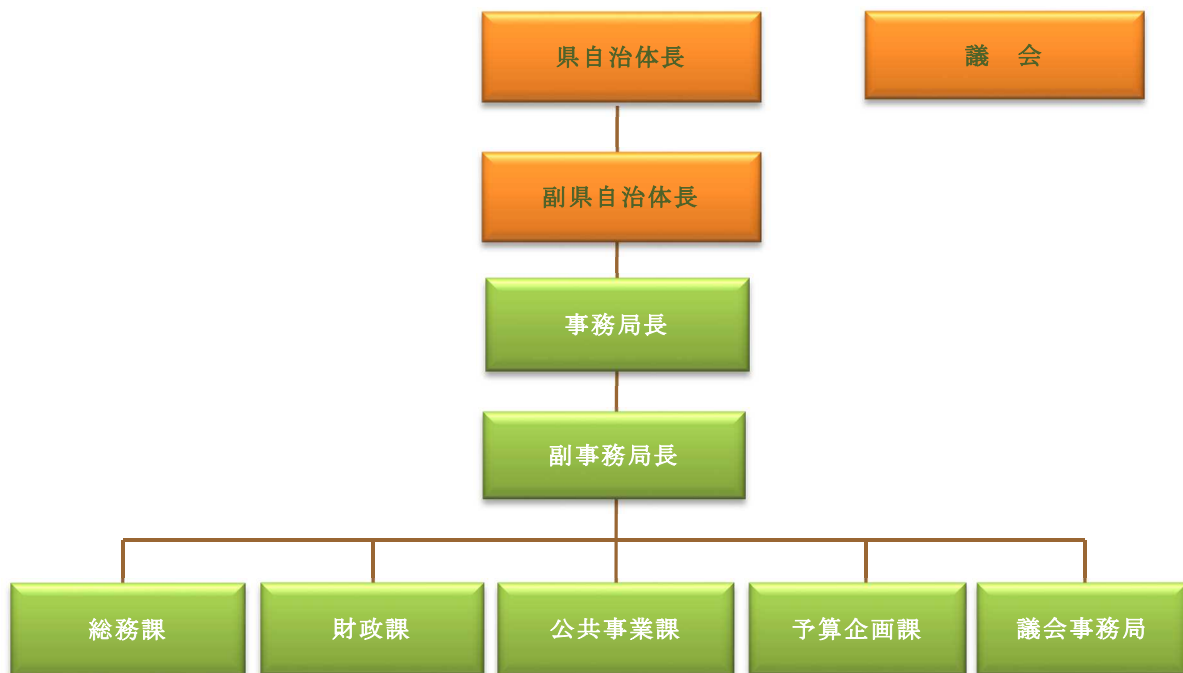 県自治体長
議　会
副県自治体長
事務局長
副事務局長
総務課
財政課
公共事業課
予算企画課
議会事務局